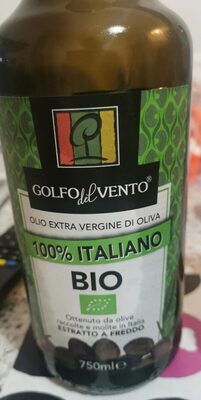 GOLFO del VENTO®
OLIO EXTRA VERGINE DI OLIVA
100% ITALIANO
BIO
Ottenuto da olive
raccolte e molite in Italia
ESTRATTO A FREDDO
750ml e